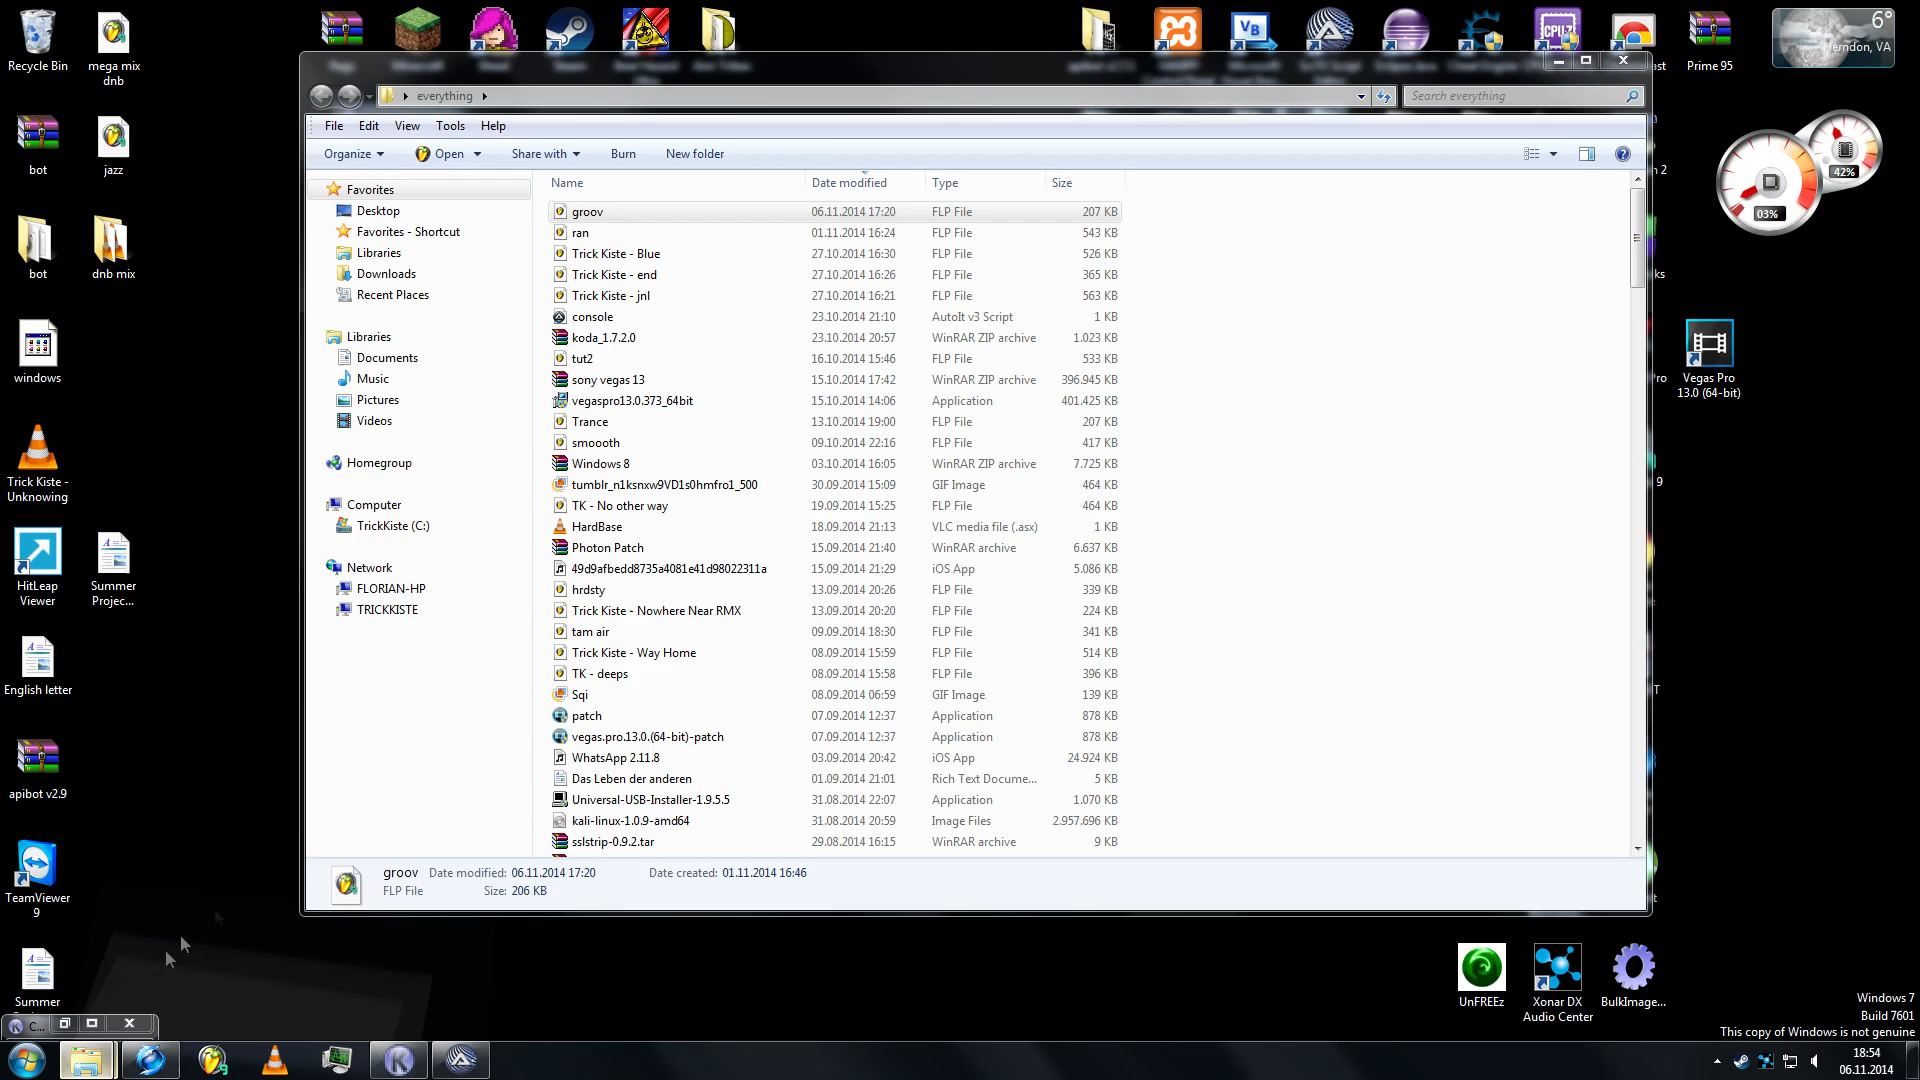 Recycle Bin
mega mix
dnb
bot
jazz
bot
dnb mix
windows
Trick Kiste -
Unknowing
HitLeap
Viewer
Summer
Projec...
English letter
apibot v2.9
TeamViewer
9
Summer
Prime 95
6°
Herndon, VA
42%
03%
Vegas Pro
13.0 (64-bit)
everything
Search everything
File Edit View Tools Help
Organize Open Share with Burn New folder
Name Date modified Type Size
Favorites
Desktop
Favorites - Shortcut
Libraries
Downloads
Recent Places
Libraries
Documents
Music
Pictures
Videos
Homegroup
Computer
TrickKiste (C:)
Network
FLORIAN-HP
TRICKKISTE
groov 06.11.2014 17:20 FLP File 207 KB
ran 01.11.2014 16:24 FLP File 543 KB
Trick Kiste - Blue 27.10.2014 16:30 FLP File 526 KB
Trick Kiste - end 27.10.2014 16:26 FLP File 365 KB
Trick Kiste - jnl 27.10.2014 16:21 FLP File 563 KB
console 23.10.2014 21:10 AutoIt v3 Script 1 KB
koda_1.7.2.0 23.10.2014 20:57 WinRAR ZIP archive 1.023 KB
tut2 16.10.2014 15:46 FLP File 533 KB
sony vegas 13 15.10.2014 17:42 WinRAR ZIP archive 396.945 KB
vegaspro13.0.373_64bit 15.10.2014 14:06 Application 401.425 KB
Trance 13.10.2014 19:00 FLP File 207 KB
smoooth 09.10.2014 22:16 FLP File 417 KB
Windows 8 03.10.2014 16:05 WinRAR ZIP archive 7.725 KB
tumblr_n1ksnxw9VD1s0hmfro1_500 30.09.2014 15:09 GIF Image 464 KB
TK - No other way 19.09.2014 15:25 FLP File 464 KB
HardBase 18.09.2014 21:13 VLC media file (.asx) 1 KB
Photon Patch 15.09.2014 21:40 WinRAR archive 6.637 KB
49d9afbedd8735a4081e41d98022311a 15.09.2014 21:29 iOS App 5.086 KB
hrdsty 13.09.2014 20:26 FLP File 339 KB
Trick Kiste - Nowhere Near RMX 13.09.2014 20:20 FLP File 224 KB
tam air 09.09.2014 18:30 FLP File 341 KB
Trick Kiste - Way Home 08.09.2014 15:59 FLP File 514 KB
TK - deeps 08.09.2014 15:58 FLP File 396 KB
Sqi 08.09.2014 06:59 GIF Image 139 KB
patch 07.09.2014 12:37 Application 878 KB
vegas.pro.13.0.(64-bit)-patch 07.09.2014 12:37 Application 878 KB
WhatsApp 2.11.8 03.09.2014 20:42 iOS App 24.924 KB
Das Leben der anderen 01.09.2014 21:01 Rich Text Docume... 5 KB
Universal-USB-Installer-1.9.5.5 31.08.2014 22:07 Application 1.070 KB
kali-linux-1.0.9-amd64 31.08.2014 20:59 Image Files 2.957.696 KB
sslstrip-0.9.2.tar 29.08.2014 16:15 WinRAR archive 9 KB
groov Date modified: 06.11.2014 17:20 Date created: 01.11.2014 16:46
FLP File Size: 206 KB
UnFREEz
Xonar DX
Audio Center
BulkImage...
Windows 7
Build 7601
This copy of Windows is not genuine
C...
18:54
06.11.2014